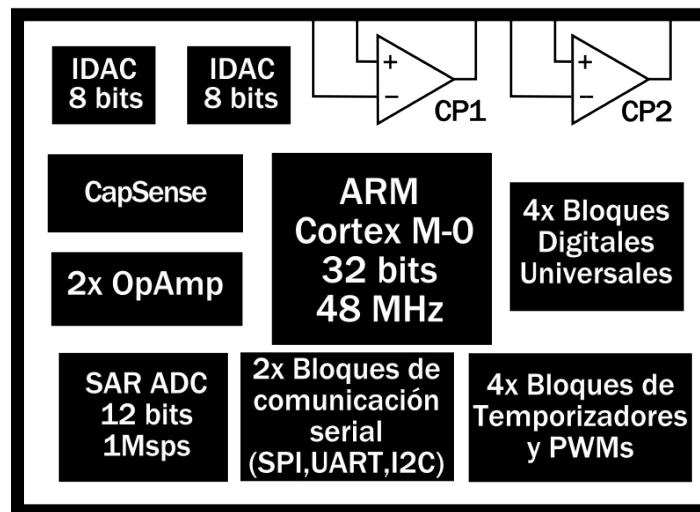 IDAC
8 bits
IDAC
8 bits
+
−
CP1
+
−
CP2
CapSense
ARM
Cortex M-0
32 bits
48 MHz
4x Bloques
Digitales
Universales
2x OpAmp
SAR ADC
12 bits
1Msps
2x Bloques de
comunicación
serial
(SPI,UART,I2C)
4x Bloques de
Temporizadores
y PWMs